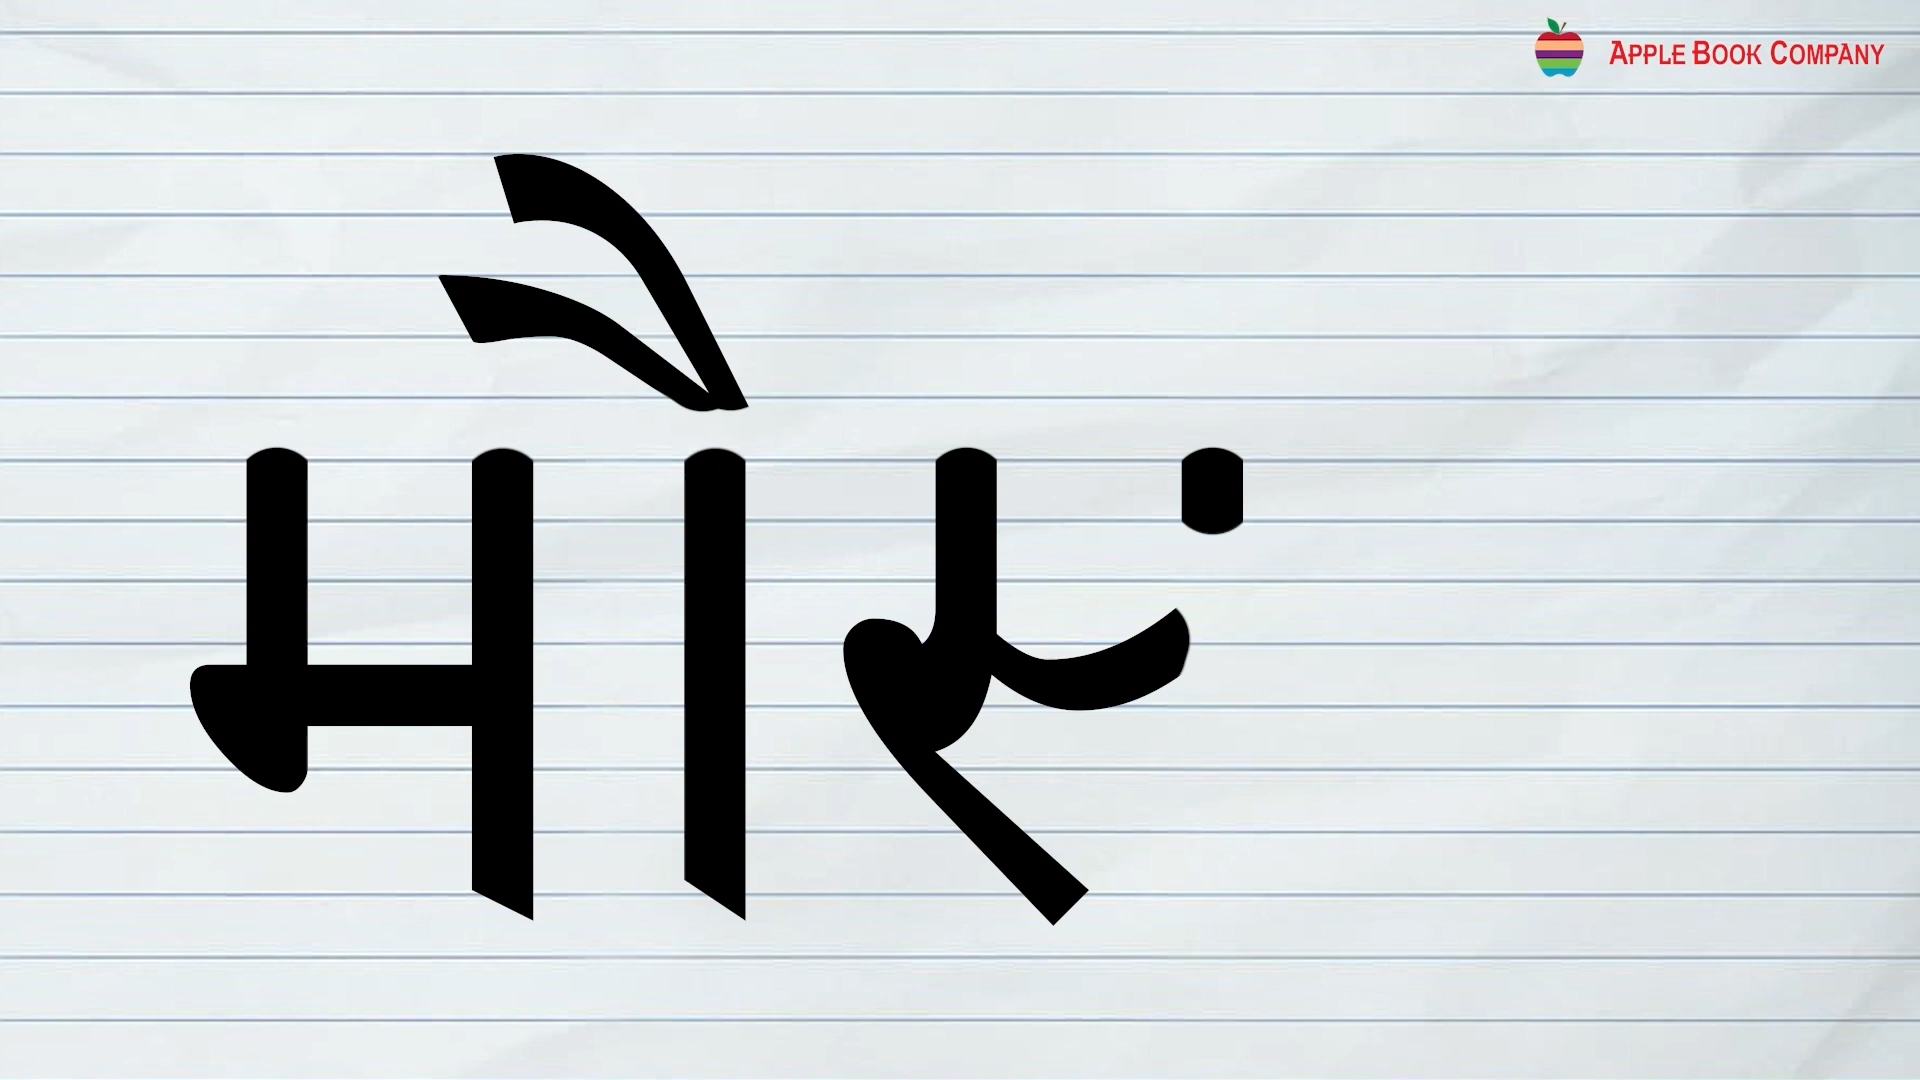 APPLE BOOK COMPANY
मौस